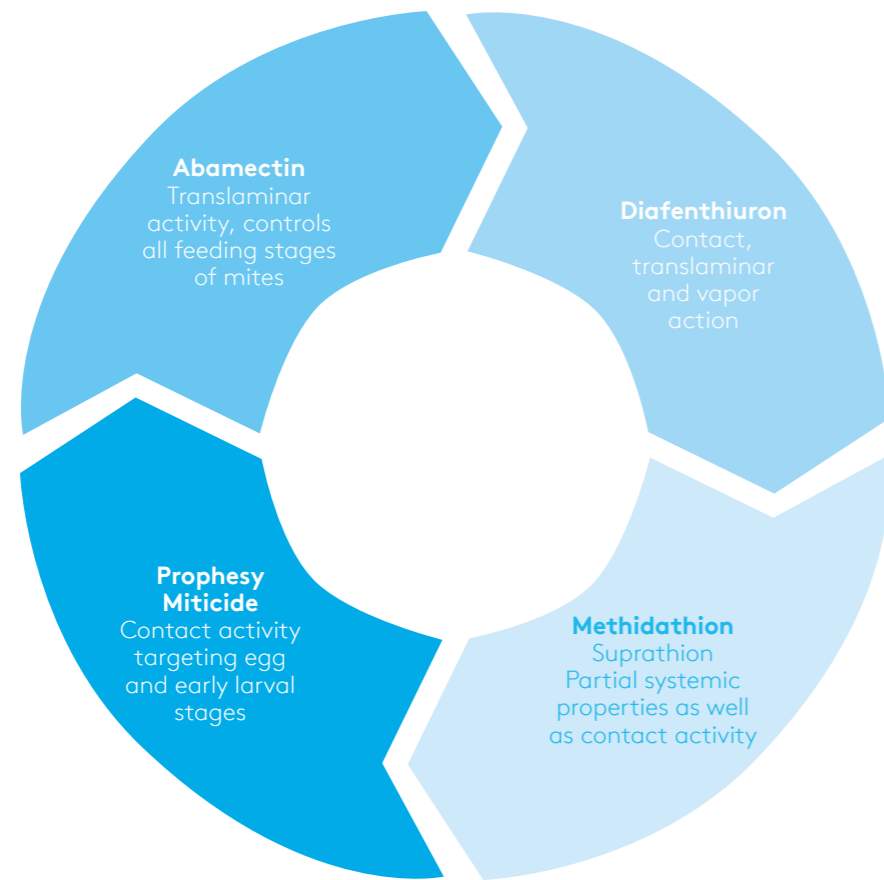 Abamectin
Translaminar
activity, controls
all feeding stages
of mites
Diafenthiuron
Contact,
translaminar
and vapor
action
Prophesy
Miticide
Contact activity
targeting egg
and early larval
stages
Methidathion
Suprathion
Partial systemic
properties as well
as contact activity